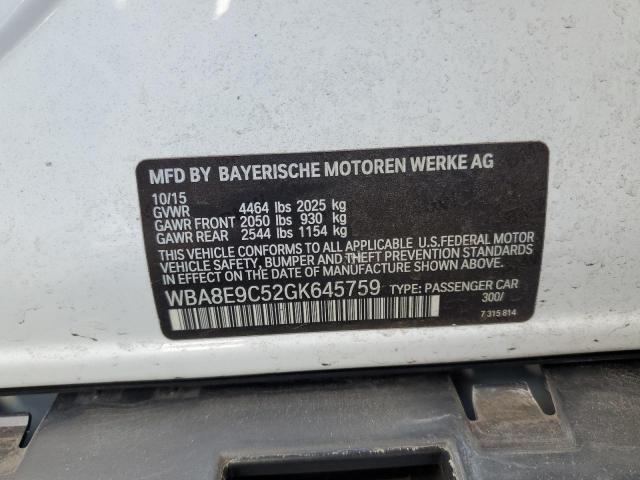 MFD BY BAYERISCHE MOTOREN WERKE AG
10/15
GVWR 4464 lbs 2025 kg
GAWR FRONT 2050 lbs 930 kg
GAWR REAR 2544 lbs 1154 kg
THIS VEHICLE CONFORMS TO ALL APPLICABLE U.S.FEDERAL MOTOR
VEHICLE SAFETY, BUMPER AND THEFT PREVENTION STANDARDS
IN EFFECT ON THE DATE OF MANUFACTURE SHOWN ABOVE.
WBA8E9C52GK645759 TYPE: PASSENGER CAR
300/
7 315 814